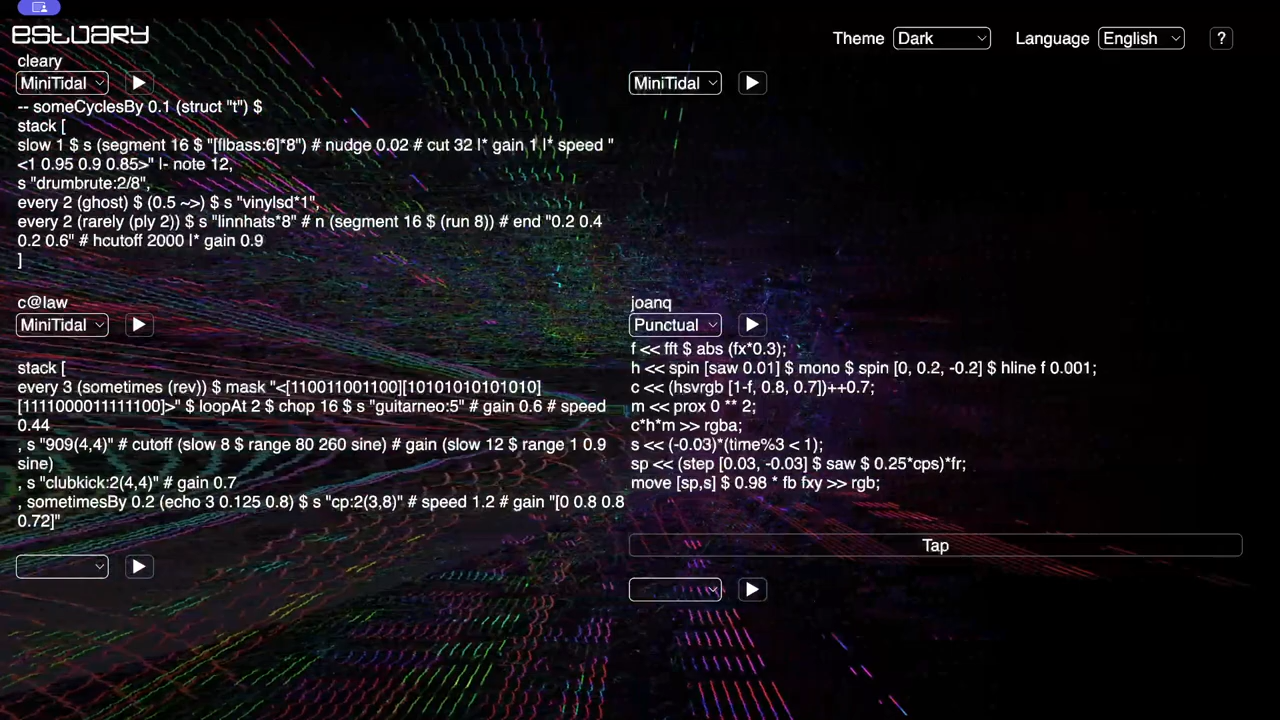 estuary
Theme Dark Language English ?
cleary
MiniTidal
-- someCyclesBy 0.1 (struct "t") $
stack [
slow 1 $ s (segment 16 $ "[flbass:6]*8") # nudge 0.02 # cut 32 |* gain 1 |* speed "
<1 0.95 0.9 0.85>" |- note 12,
s "drumbrute:2/8",
every 2 (ghost) $ (0.5 ~>) $ s "vinylsd*1",
every 2 (rarely (ply 2)) $ s "linnhats*8" # n (segment 16 $ (run 8)) # end "0.2 0.4
0.2 0.6" # hcutoff 2000 |* gain 0.9
]
MiniTidal
c@law
MiniTidal
stack [
every 3 (sometimes (rev)) $ mask "<[110011001100][10101010101010]
[1111000011111100]>" $ loopAt 2 $ chop 16 $ s "guitarneo:5" # gain 0.6 # speed
0.44
, s "909(4,4)" # cutoff (slow 8 $ range 80 260 sine) # gain (slow 12 $ range 1 0.9
sine)
, s "clubkick:2(4,4)" # gain 0.7
, sometimesBy 0.2 (echo 3 0.125 0.8) $ s "cp:2(3,8)" # speed 1.2 # gain "[0 0.8 0.8
0.72]"
joanq
Punctual
f << fft $ abs (fx*0.3);
h << spin [saw 0.01] $ mono $ spin [0, 0.2, -0.2] $ hline f 0.001;
c << (hsvrgb [1-f, 0.8, 0.7])++0.7;
m << prox 0 ** 2;
c*h*m >> rgba;
s << (-0.03)*(time%3 < 1);
sp << (step [0.03, -0.03] $ saw $ 0.25*cps)*fr;
move [sp,s] $ 0.98 * fb fxy >> rgb;
Tap